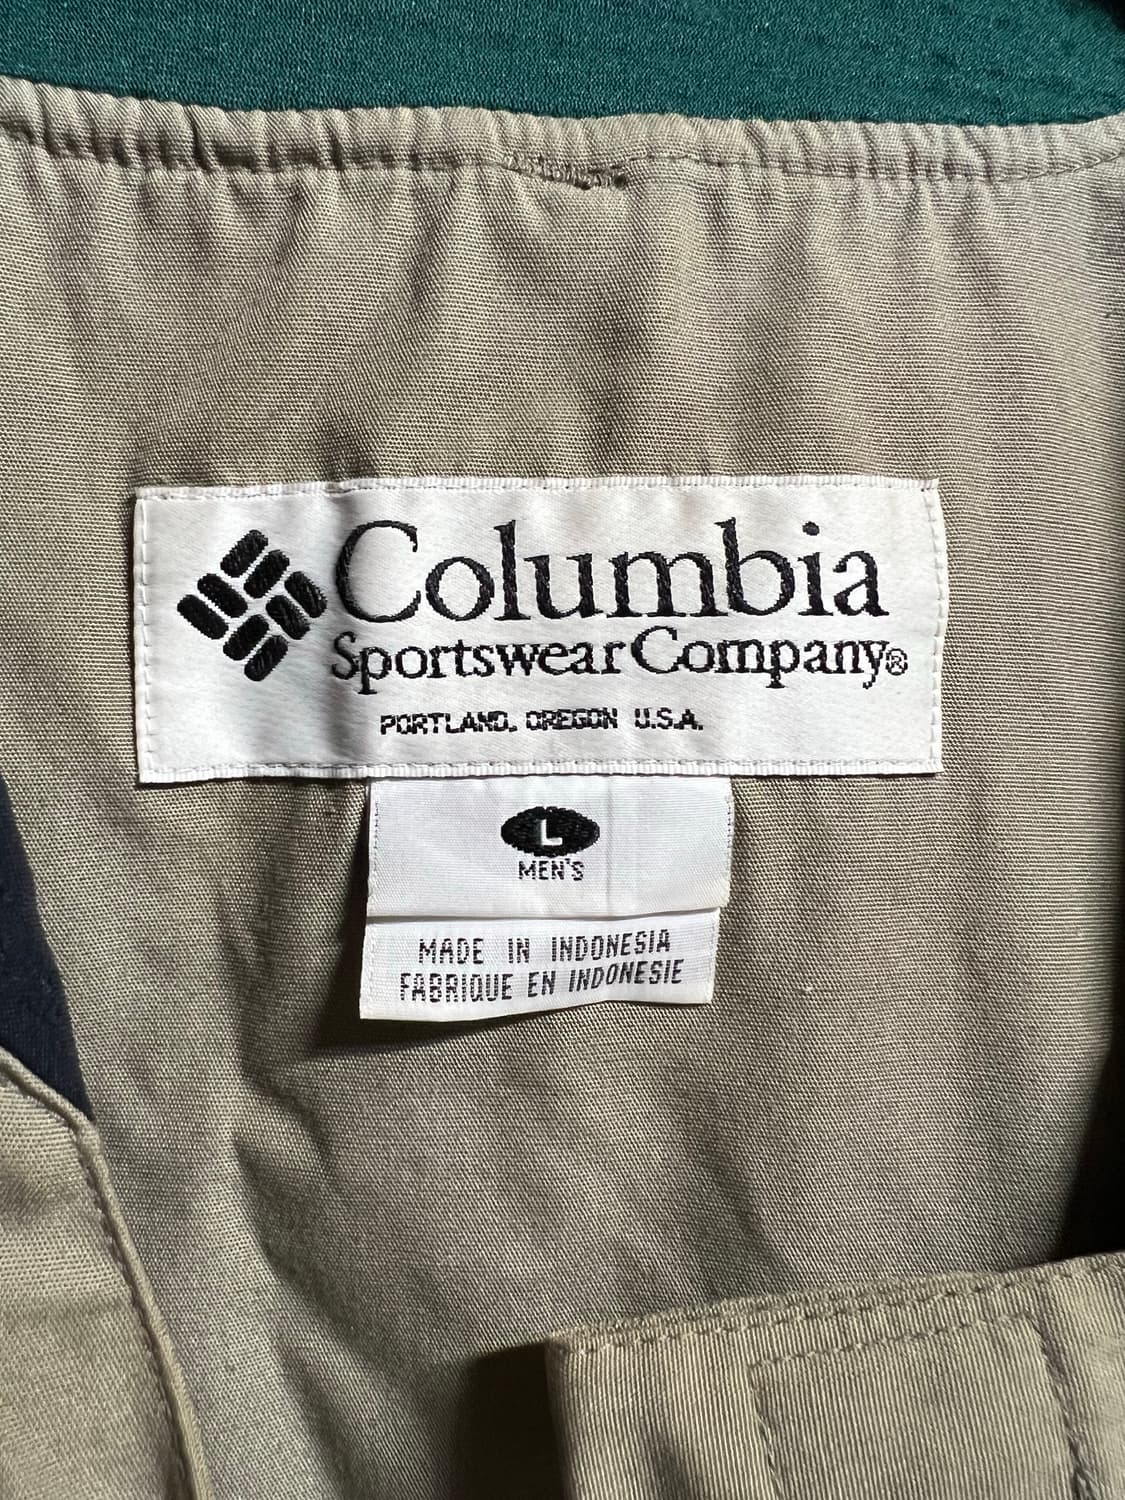 Columbia
Sportswear Company®
PORTLAND, OREGON U.S.A.
L
MEN'S
MADE IN INDONESIA
FABRIQUE EN INDONESIE